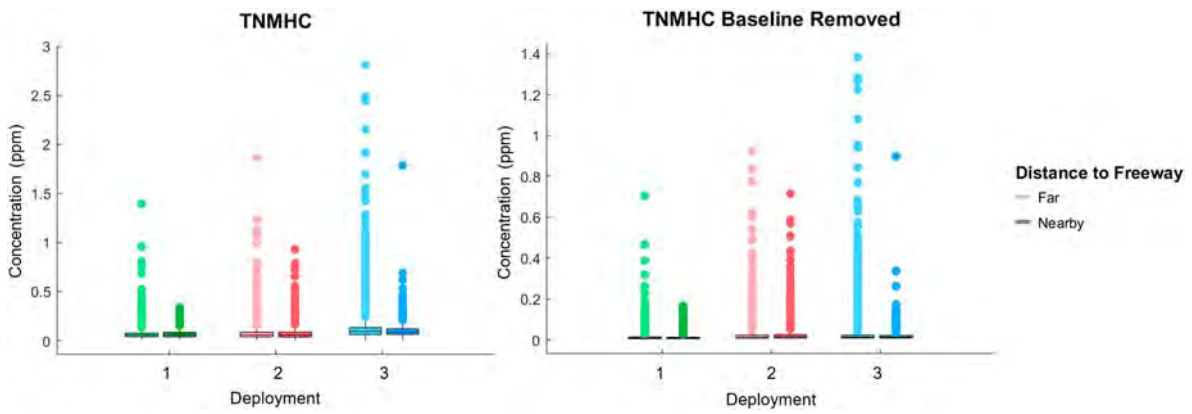 TNMHC
Concentration (ppm)
3
2.5
2
1.5
1
0.5
0
1
2
3
Deployment
TNMHC Baseline Removed
Concentration (ppm)
1.4
1.2
1
0.8
0.6
0.4
0.2
0
1
2
3
Deployment
Distance to Freeway
Far
Nearby